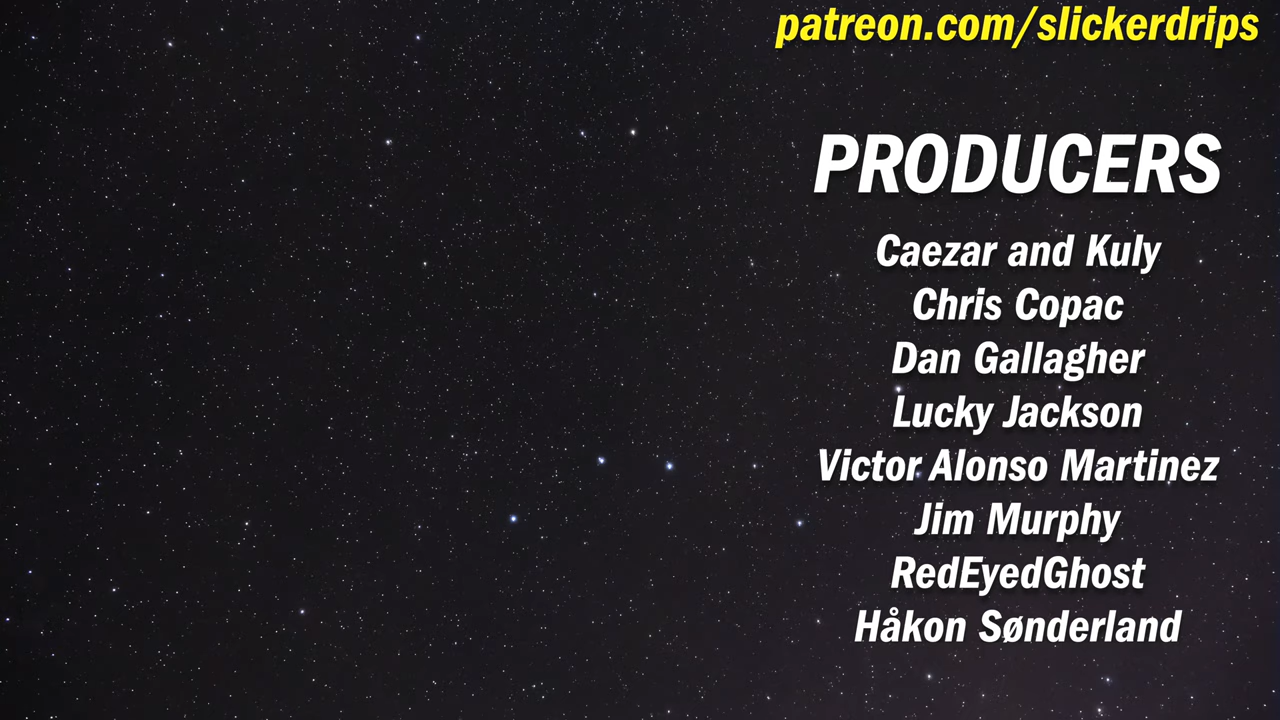 patreon.com/slickerdrips
PRODUCERS
Caezar and Kuly
Chris Copac
Dan Gallagher
Lucky Jackson
Victor Alonso Martinez
Jim Murphy
RedEyedGhost
Håkon Sønderland